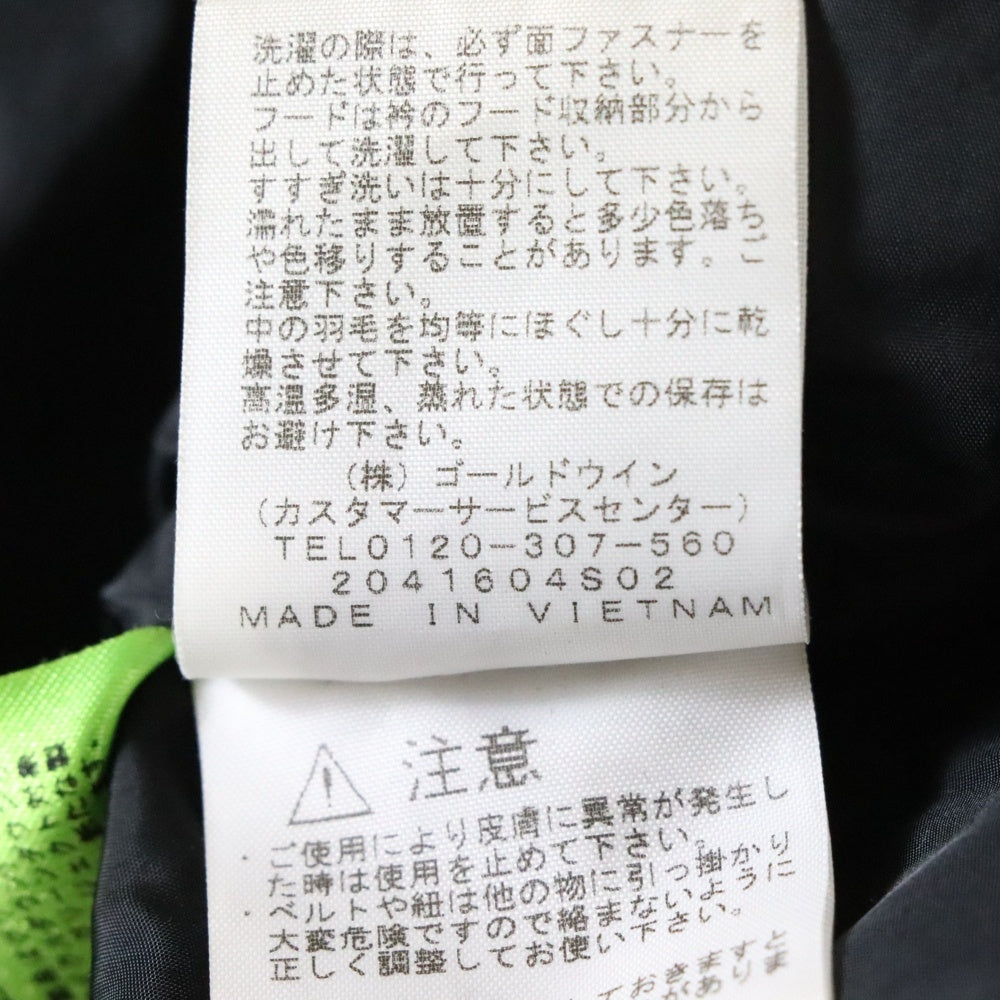 洗濯の際は、必ず面ファスナーを
止めた状態で行って下さい。
フードは衿のフード収納部分から
出して洗濯して下さい。
すすぎ洗いは十分にして下さい。
濡れたまま放置すると多少色落ち
や色移りすることがあります。ご
注意下さい。
中の羽毛を均等にほぐし十分に乾
燥させて下さい。
高温多湿、蒸れた状態での保存は
お避け下さい。
(株) ゴールドウイン
(カスタマーサービスセンター)
TEL0120-307-560
2041604S02
MADE IN VIETNAM
注意
・ご使用により皮膚に異常が発生し
た時は使用を止めて下さい。
・ベルトや紐は他の物に引っ掛かり
大変危険ですので絡まないように
正しく調整してお使い下さい。